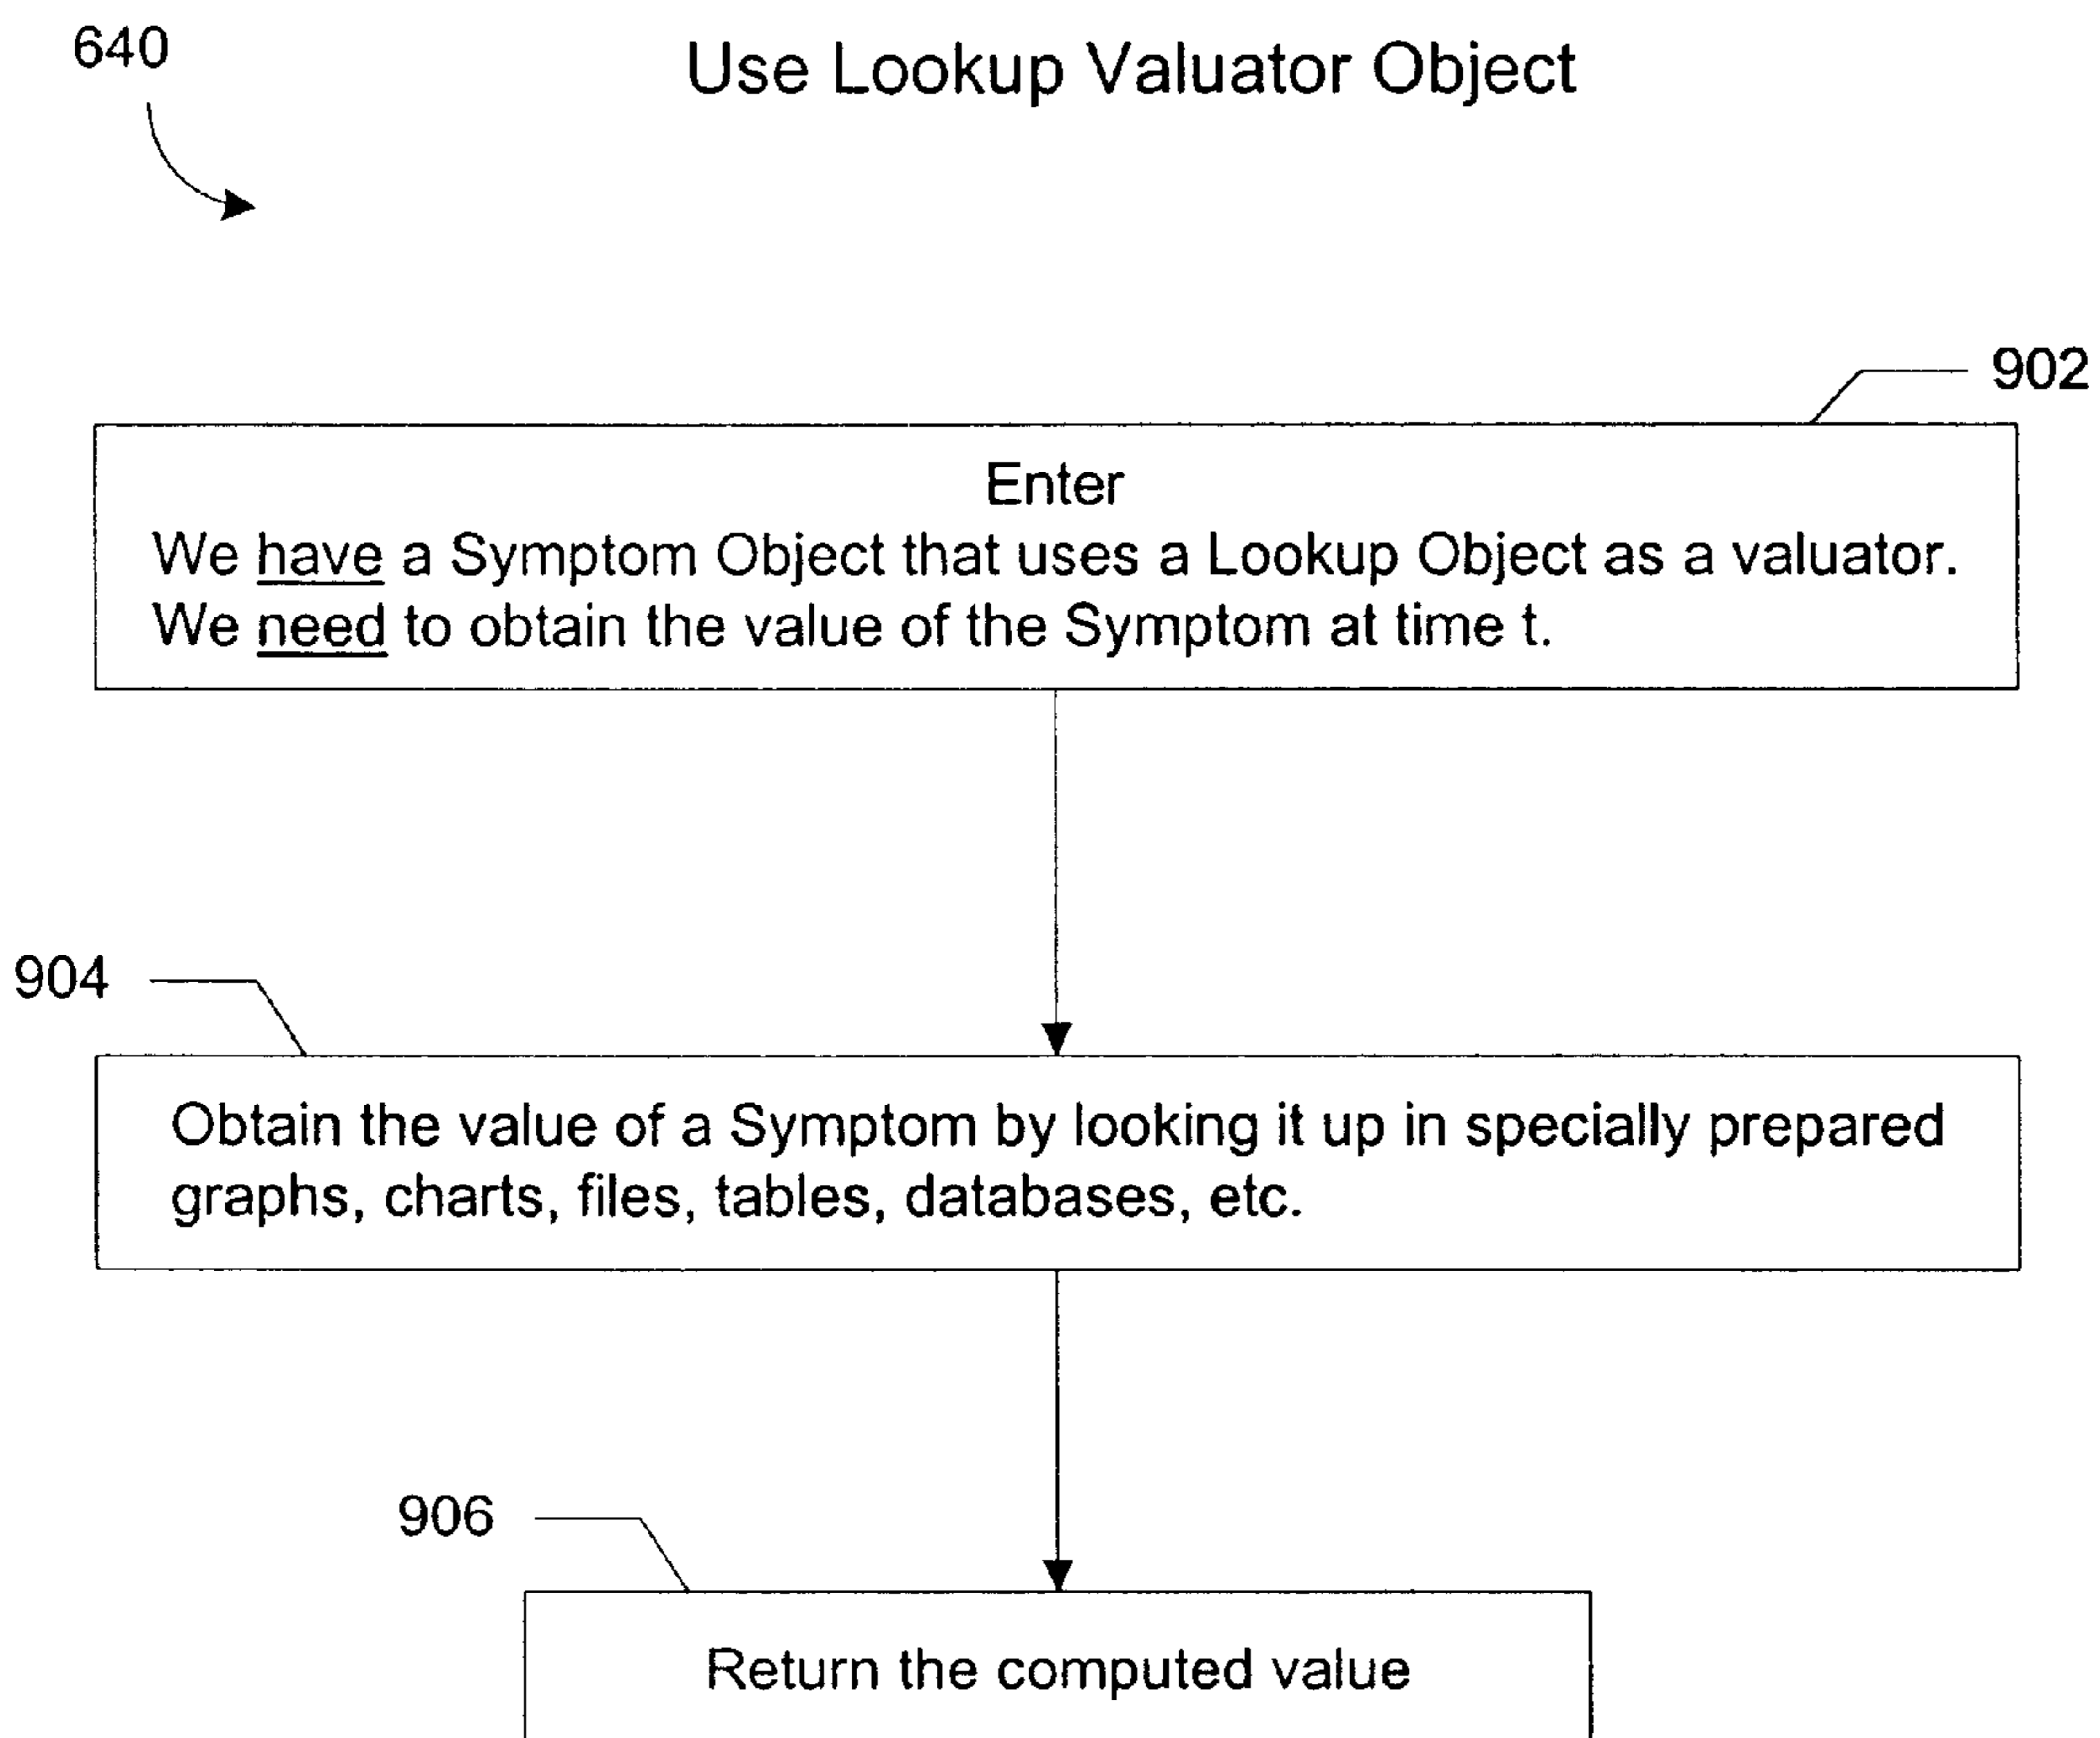 640
Use Lookup Valuator Object
902
Enter
We have a Symptom Object that uses a Lookup Object as a valuator.
We need to obtain the value of the Symptom at time t.
904
Obtain the value of a Symptom by looking it up in specially prepared
graphs, charts, files, tables, databases, etc.
906
Return the computed value